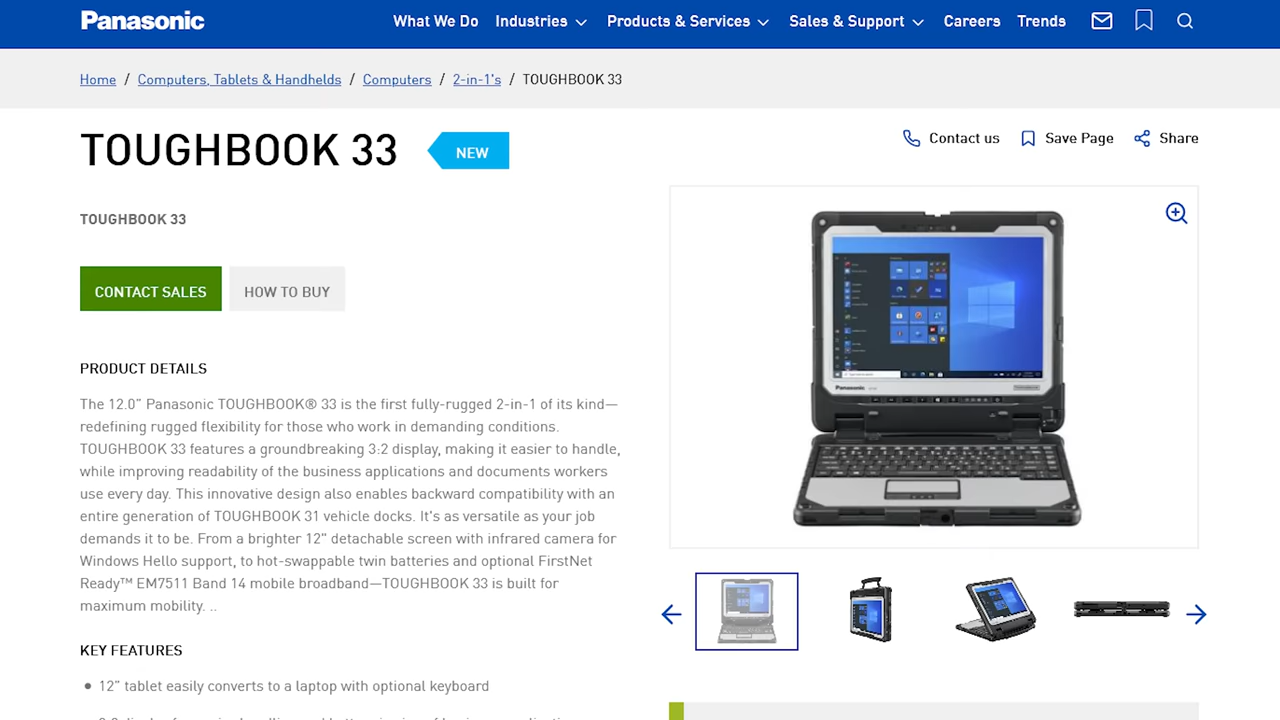 Panasonic
What We Do Industries Products & Services Sales & Support Careers Trends
Home / Computers, Tablets & Handhelds / Computers / 2-in-1's / TOUGHBOOK 33
TOUGHBOOK 33
NEW
Contact us Save Page Share
TOUGHBOOK 33
CONTACT SALES HOW TO BUY
PRODUCT DETAILS
The 12.0” Panasonic TOUGHBOOK® 33 is the first fully-rugged 2-in-1 of its kind—
redefining rugged flexibility for those who work in demanding conditions.
TOUGHBOOK 33 features a groundbreaking 3:2 display, making it easier to handle,
while improving readability of the business applications and documents workers
use every day. This innovative design also enables backward compatibility with an
entire generation of TOUGHBOOK 31 vehicle docks. It's as versatile as your job
demands it to be. From a brighter 12" detachable screen with infrared camera for
Windows Hello support, to hot-swappable twin batteries and optional FirstNet
Ready™ EM7511 Band 14 mobile broadband—TOUGHBOOK 33 is built for
maximum mobility. ..
KEY FEATURES
• 12" tablet easily converts to a laptop with optional keyboard
Panasonic